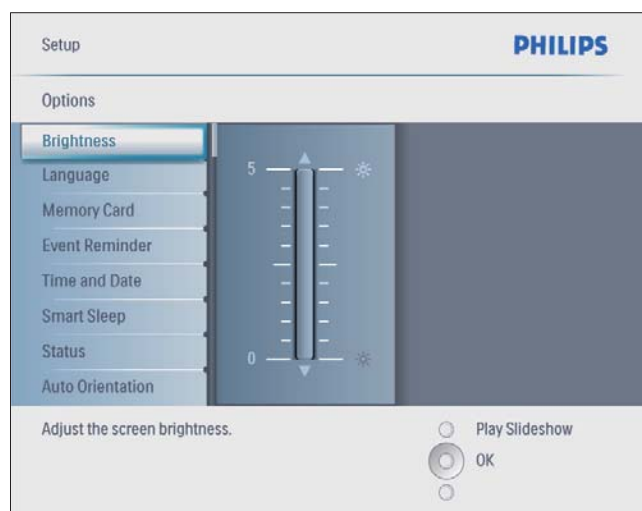 Setup
PHILIPS
Options
Brightness
Language
Memory Card
Event Reminder
Time and Date
Smart Sleep
Status
Auto Orientation
5
0
Adjust the screen brightness.
Play Slideshow
OK